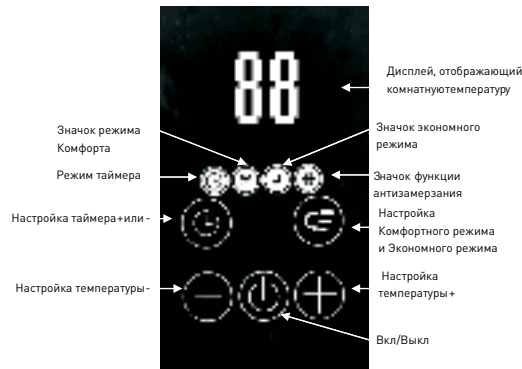 88
Дисплей, отображающий
комнатнуютемпературу
Значок режима
Комфорта
Значок экономного
режима
Режим таймера
Значок функции
антизамерзания
Настройка таймера+или-
Настройка
Комфортного режима
и Экономного режима
Настройка температуры-
Настройка
температуры+
Вкл/Выкл